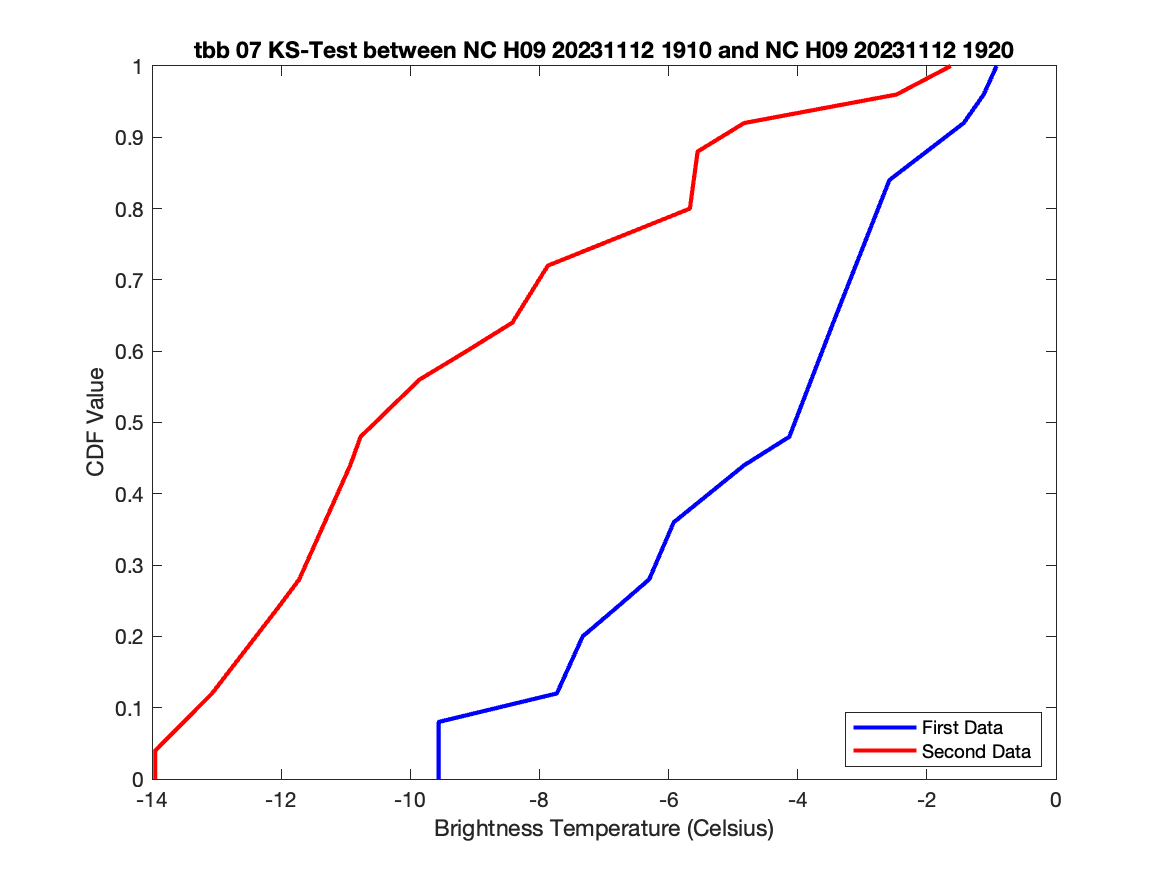 tbb 07 KS-Test between NC H09 20231112 1910 and NC H09 20231112 1920
1
0.9
0.8
0.7
0.6
0.5
0.4
0.3
0.2
0.1
0
CDF Value
First Data
Second Data
-14 -12 -10 -8 -6 -4 -2 0
Brightness Temperature (Celsius)